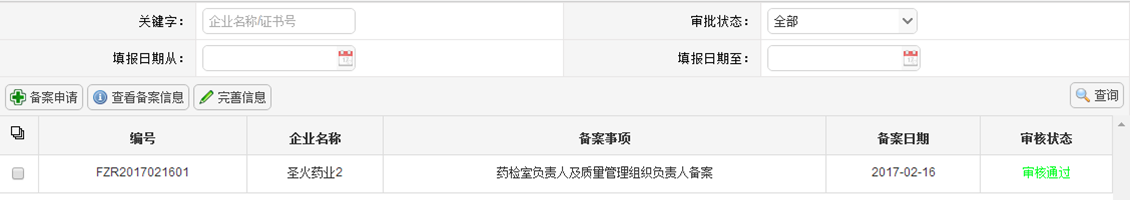 关键字： 企业名称/证书号 审批状态： 全部
填报日期从： 填报日期至：
备案申请 查看备案信息 完善信息 查询
编号 企业名称 备案事项 备案日期 审核状态
FZR2017021601 圣火药业2 药检室负责人及质量管理组织负责人备案 2017-02-16 审核通过